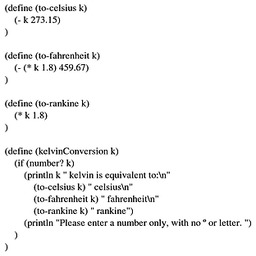 (define (to-celsius k)
(- k 273.15)
)
(define (to-fahrenheit k)
(- (* k 1.8) 459.67)
)
(define (to-rankine k)
(* k 1.8)
)
(define (kelvinConversion k)
(if (number? k)
(println k " kelvin is equivalent to:\n"
(to-celsius k) " celsius\n"
(to-fahrenheit k) " fahrenheit\n"
(to-rankine k) " rankine")
(println "Please enter a number only, with no º or letter. ")
)
)